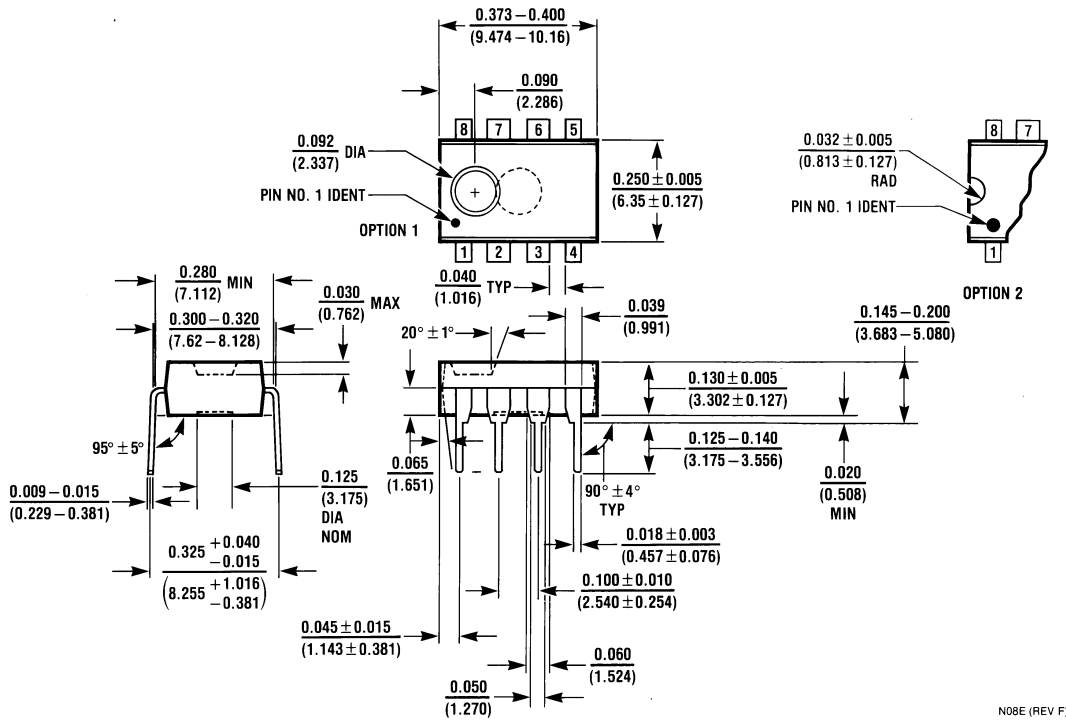 0.373 – 0.400
(9.474 – 10.16)
0.090
(2.286)
8 7 6 5
0.092
(2.337) DIA
PIN NO. 1 IDENT
OPTION 1
0.250 ± 0.005
(6.35 ± 0.127)
1 2 3 4
8 7
0.032 ± 0.005
(0.813 ± 0.127)
RAD
PIN NO. 1 IDENT
1
OPTION 2
0.280 MIN
(7.112)
0.030 MAX
(0.762)
0.040 TYP
(1.016)
0.039
(0.991)
0.145 – 0.200
(3.683 – 5.080)
0.300 – 0.320
(7.62 – 8.128)
20° ± 1°
0.130 ± 0.005
(3.302 ± 0.127)
95° ± 5°
0.065
(1.651)
0.125 – 0.140
(3.175 – 3.556)
0.020
(0.508)
MIN
90° ± 4°
TYP
0.009 – 0.015
(0.229 – 0.381)
0.125
(3.175)
DIA
NOM
0.018 ± 0.003
(0.457 ± 0.076)
0.325 +0.040
–0.015
(8.255 +1.016
–0.381)
0.100 ± 0.010
(2.540 ± 0.254)
0.045 ± 0.015
(1.143 ± 0.381)
0.060
(1.524)
0.050
(1.270)
N08E (REV F)